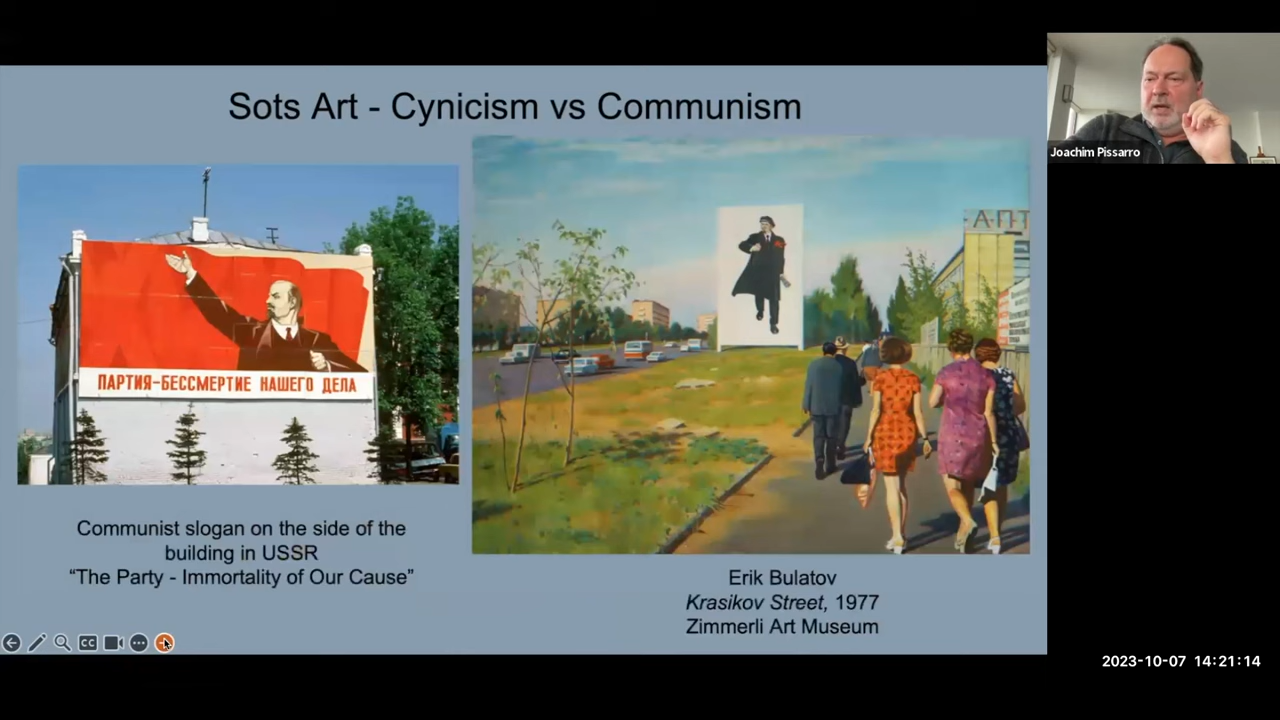 Sots Art - Cynicism vs Communism
Joachim Pissarro
ПАРТИЯ-БЕССМЕРТИЕ НАШЕГО ДЕЛА
АПТ
Communist slogan on the side of the
building in USSR
“The Party - Immortality of Our Cause”
Erik Bulatov
Krasikov Street, 1977
Zimmerli Art Museum
CC
2023-10-07 14:21:14